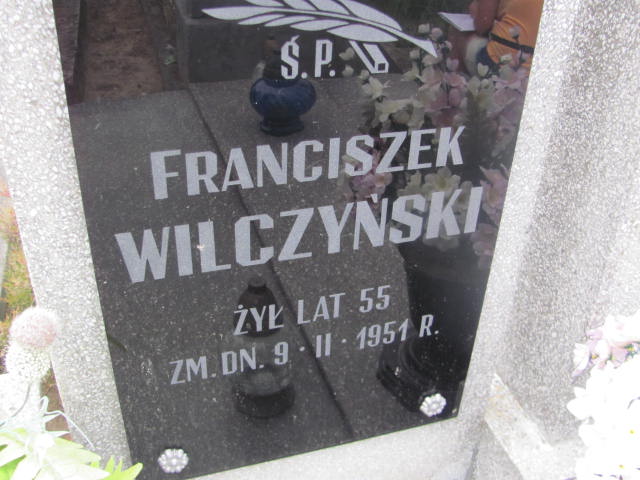 Ś.P.
FRANCISZEK
WILCZYŃSKI
ŻYŁ LAT 55
ZM. DN. 9 · II · 1951 R.